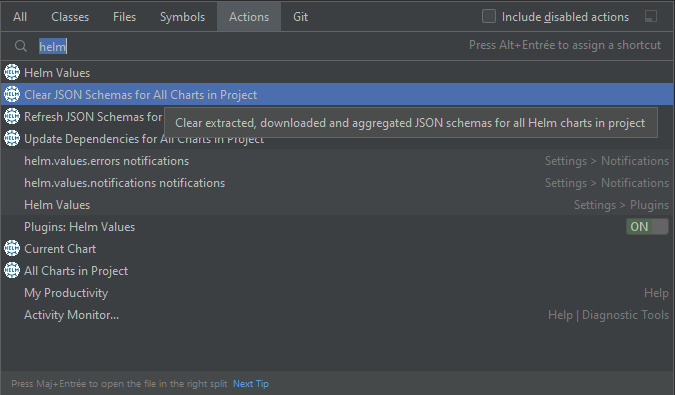 All Classes Files Symbols Actions Git Include disabled actions
helm Press Alt+Entrée to assign a shortcut
Helm Values
Clear JSON Schemas for All Charts in Project
Refresh JSON Schemas for
Clear extracted, downloaded and aggregated JSON schemas for all Helm charts in project
Update Dependencies for All Charts in Project
helm.values.errors notifications Settings > Notifications
helm.values.notifications notifications Settings > Notifications
Helm Values Settings > Plugins
Plugins: Helm Values ON
Current Chart
All Charts in Project
My Productivity Help
Activity Monitor... Help | Diagnostic Tools
Press Maj+Entrée to open the file in the right split Next Tip